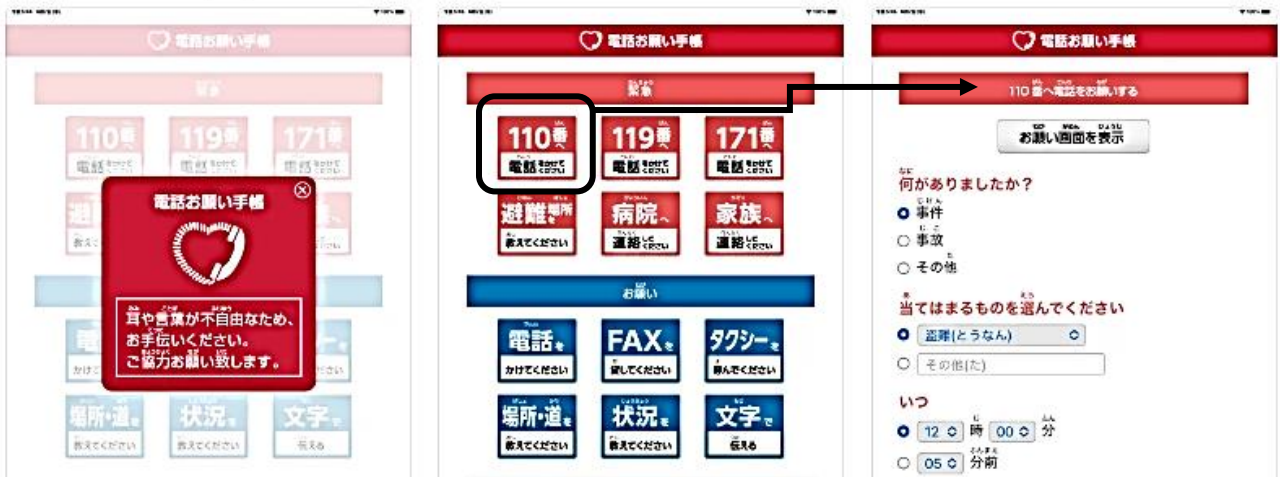 電話お願い手帳
緊急
110番へ 119番へ 171番へ
電話をかけてください 電話をかけてください 電話をかけてください
電話お願い手帳
耳や言葉が不自由なため、
お手伝いください。
ご協力お願い致します。
教えてください
かけてください
場所・道を 状況を 文字で
教えてください 教えてください 伝える
電話お願い手帳
緊急
110番へ 119番へ 171番へ
電話をかけてください 電話をかけてください 電話をかけてください
避難場所を 病院へ 家族へ
教えてください 連絡してください 連絡してください
お願い
電話を FAXを タクシーを
かけてください 貸してください 呼んでください
場所・道を 状況を 文字で
教えてください 教えてください 伝える
電話お願い手帳
110番へ電話をお願いする
お願い画面を表示
何がありましたか?
事件
事故
その他
当てはまるものを選んでください
盗難(とうなん)
その他(た)
いつ
12 時 00 分
05 分前